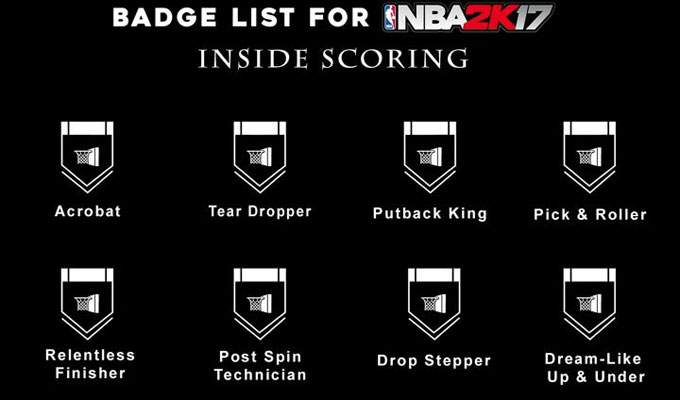 BADGE LIST FOR NBA2K17
INSIDE SCORING
Acrobat
Tear Dropper
Putback King
Pick & Roller
Relentless
Finisher
Post Spin
Technician
Drop Stepper
Dream-Like
Up & Under